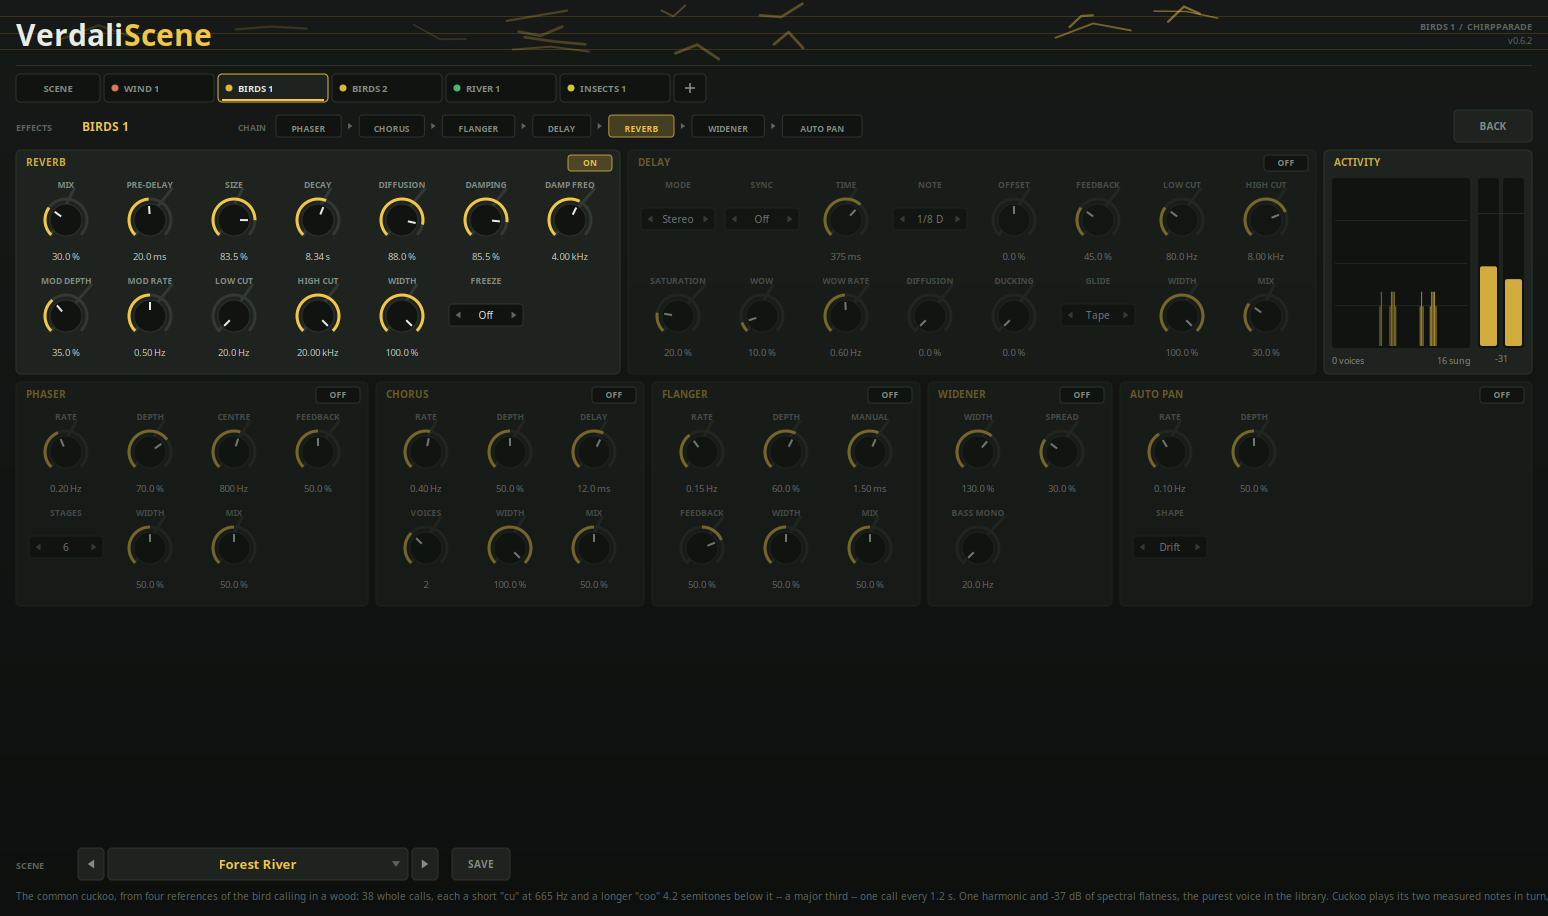 VerdaliScene
BIRDS 1 / CHIRPPARADE
v0.6.2
SCENE WIND 1 BIRDS 1 BIRDS 2 RIVER 1 INSECTS 1 +
EFFECTS BIRDS 1 CHAIN PHASER CHORUS FLANGER DELAY REVERB WIDENER AUTO PAN BACK
REVERB ON
MIX PRE-DELAY SIZE DECAY DIFFUSION DAMPING DAMP FREQ
30.0 % 20.0 ms 83.5 % 8.34 s 88.0 % 85.5 % 4.00 kHz
MOD DEPTH MOD RATE LOW CUT HIGH CUT WIDTH FREEZE
Off
35.0 % 0.50 Hz 20.0 Hz 20.00 kHz 100.0 %
DELAY OFF
MODE SYNC TIME NOTE OFFSET FEEDBACK LOW CUT HIGH CUT
Stereo Off 1/8 D
375 ms 0.0 % 45.0 % 80.0 Hz 8.00 kHz
SATURATION WOW WOW RATE DIFFUSION DUCKING GLIDE WIDTH MIX
Tape
20.0 % 10.0 % 0.60 Hz 0.0 % 0.0 % 100.0 % 30.0 %
ACTIVITY
0 voices 16 sung -31
PHASER OFF
RATE DEPTH CENTRE FEEDBACK
0.20 Hz 70.0 % 800 Hz 50.0 %
STAGES WIDTH MIX
6
50.0 % 50.0 %
CHORUS OFF
RATE DEPTH DELAY
0.40 Hz 50.0 % 12.0 ms
VOICES WIDTH MIX
2 100.0 % 50.0 %
FLANGER OFF
RATE DEPTH MANUAL
0.15 Hz 60.0 % 1.50 ms
FEEDBACK WIDTH MIX
50.0 % 50.0 % 50.0 %
WIDENER OFF
WIDTH SPREAD
130.0 % 30.0 %
BASS MONO
20.0 Hz
AUTO PAN OFF
RATE DEPTH
0.10 Hz 50.0 %
SHAPE
Drift
SCENE Forest River SAVE
The common cuckoo, from four references of the bird calling in a wood: 38 whole calls, each a short "cu" at 665 Hz and a longer "coo" 4.2 semitones below it -- a major third -- one call every 1.2 s. One harmonic and -37 dB of spectral flatness, the purest voice in the library. Cuckoo plays its two measured notes in turn,